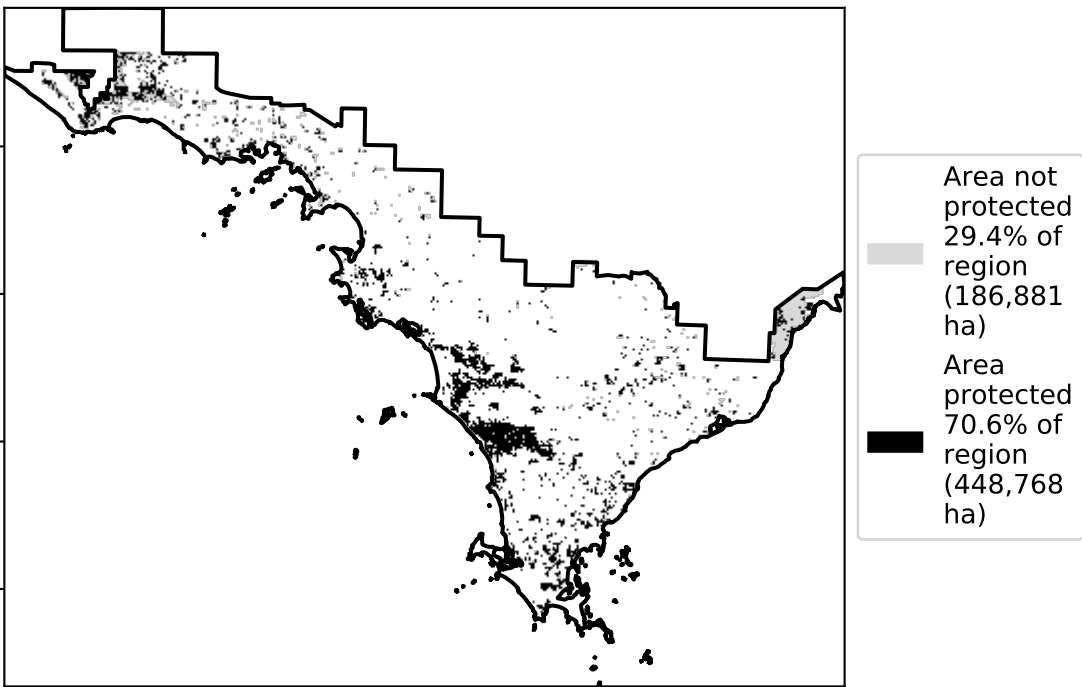 Area not
protected
29.4% of
region
(186,881
ha)
Area
protected
70.6% of
region
(448,768
ha)